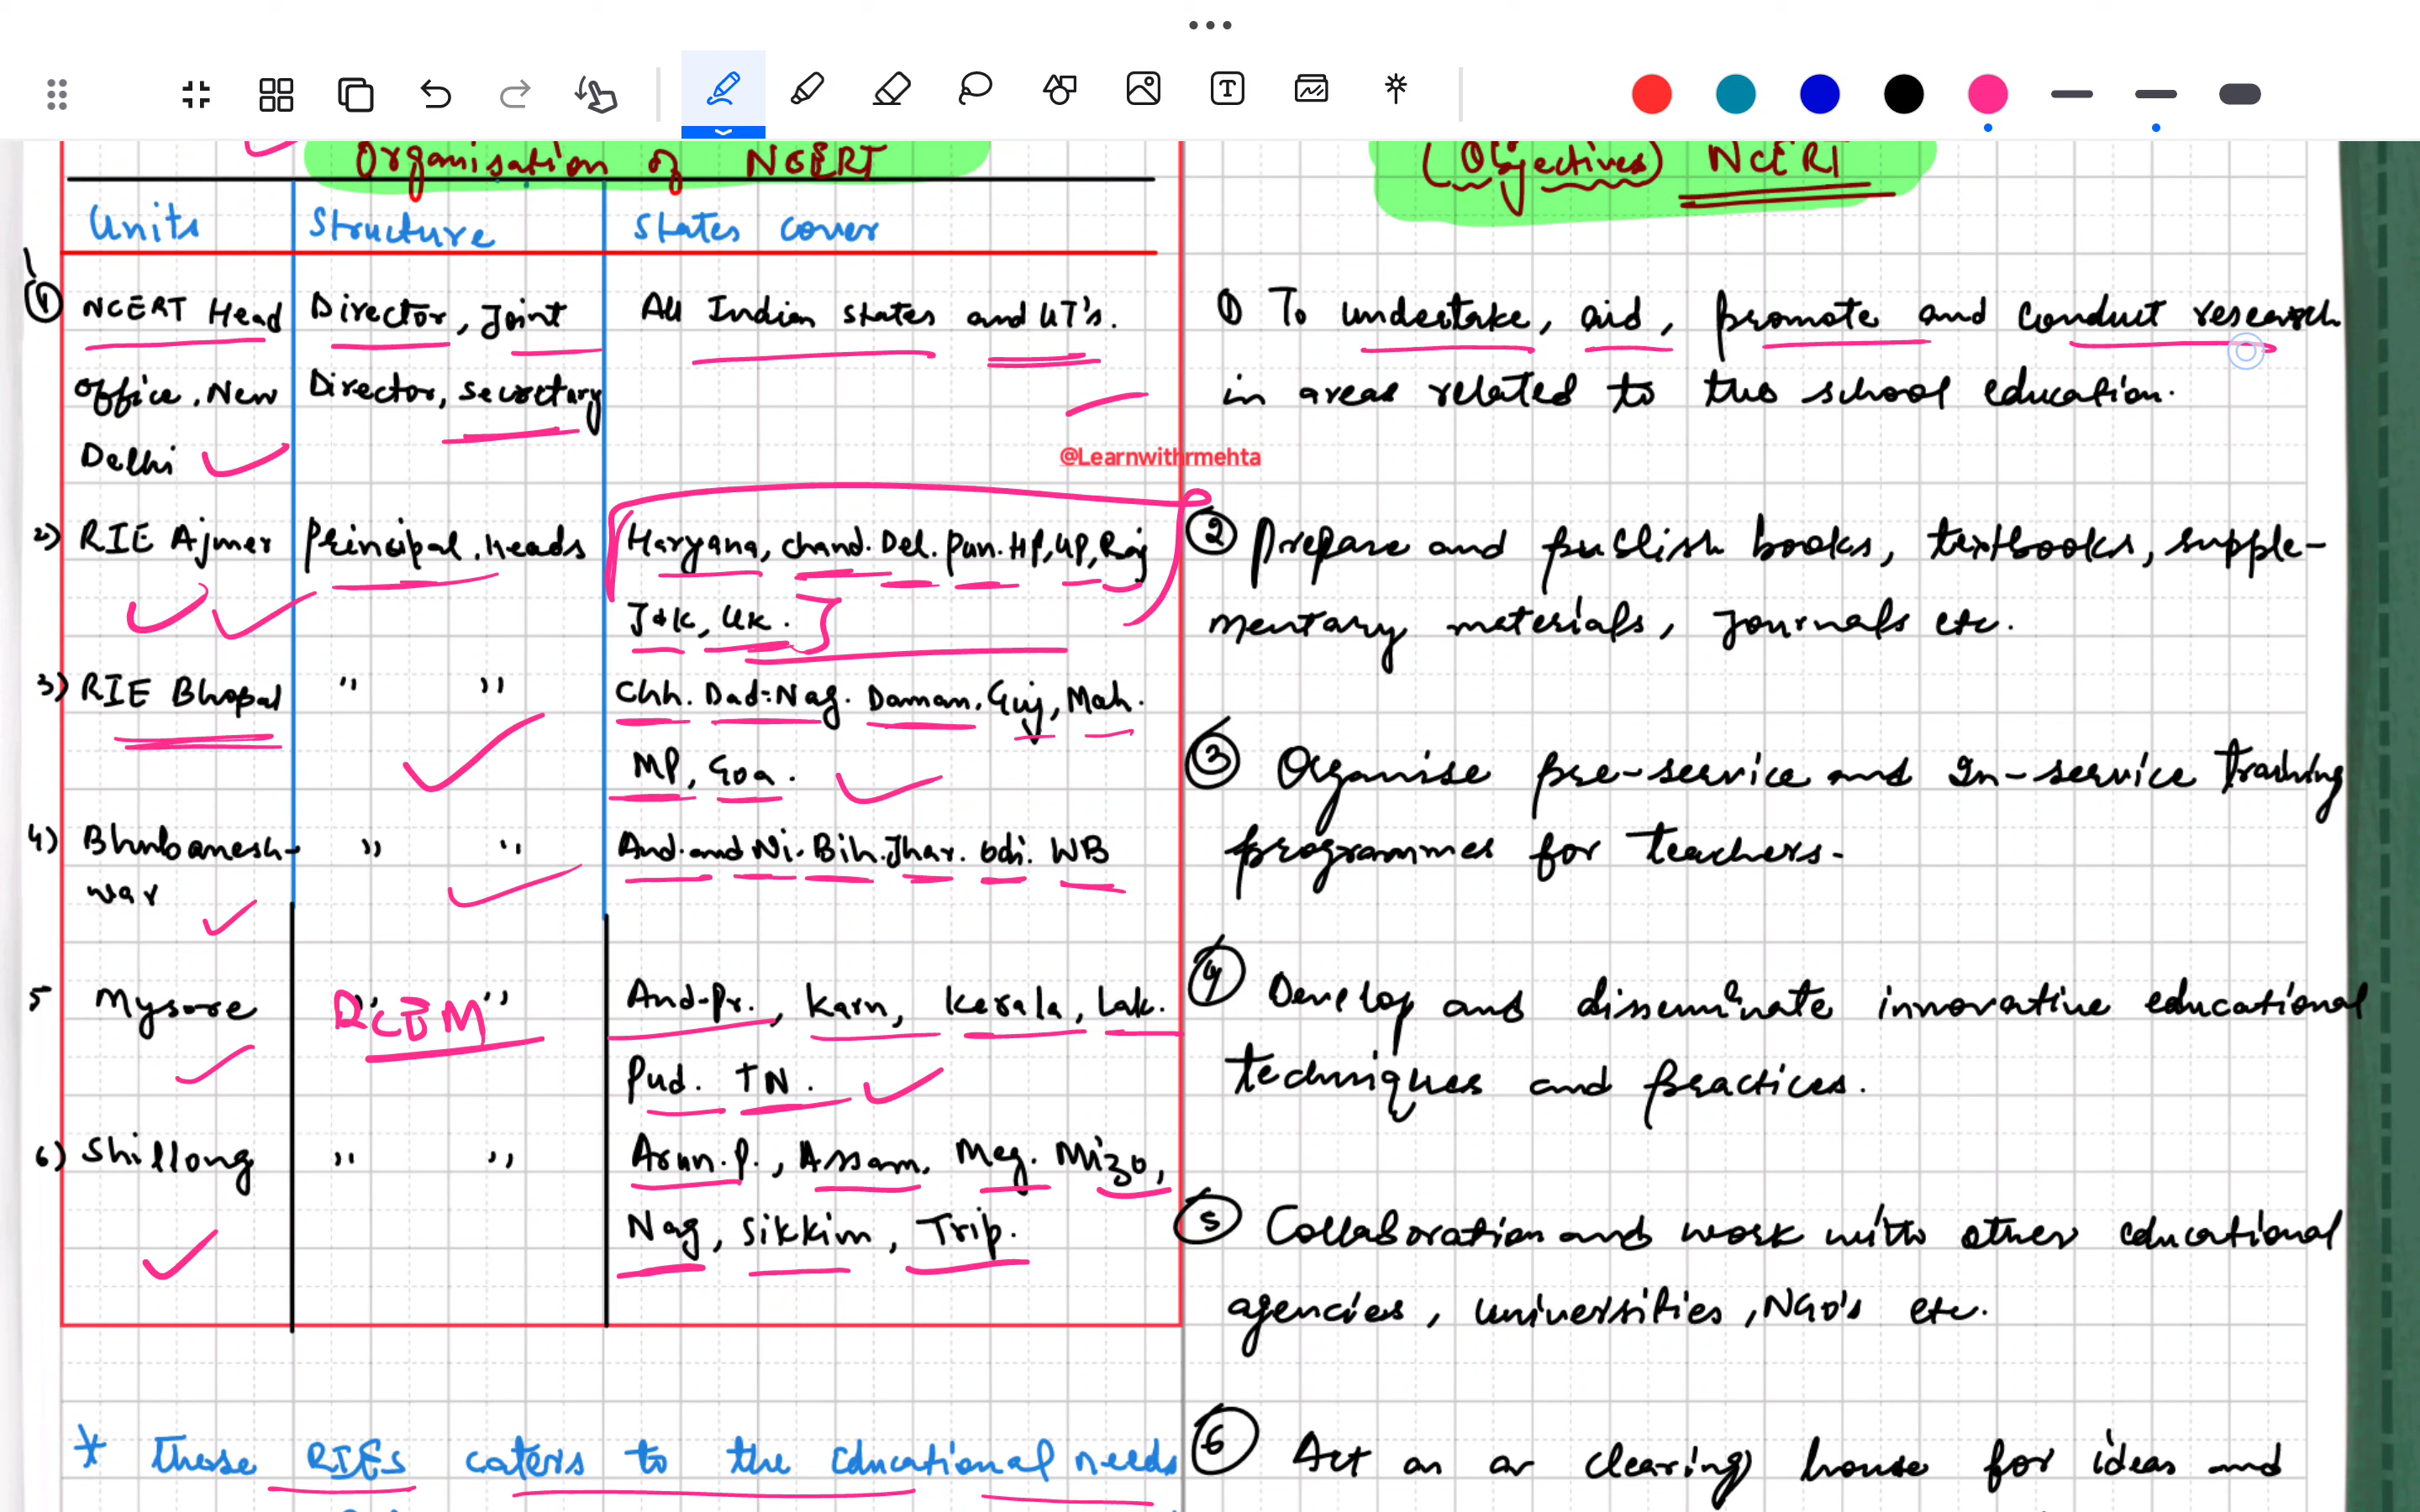 Organisation of NCERT
Units Structure States cover
① NCERT Head Director, Joint All Indian states and UT's.
office, New Director, secretary
Delhi
2) RIE Ajmer Principal. Heads Haryana, Chand. Del. Pun. HP, UP, Raj
J&K, UK.
3) RIE Bhopal " " Chh. Dad: Nag. Daman. Guj, Mah.
MP, Goa.
4) Bhubanesh- " " And. and Ni. Bih. Jhar. Odi. WB
war
5 Mysore " " And-Pr., Karn, Kerala, Lak.
Pud. TN.
6) Shillong " " Arun. P., Assam, Meg. Mizo,
Nag, Sikkim, Trip.
* These RIEs caters to the Educational needs
@Learnwithrmehta
(Objectives) NCERT
① To undertake, aid, promote and conduct research
in areas related to the school education.
② Prepare and publish books, textbooks, supple-
mentary materials, Journals etc.
③ Organise pre-service and In-service training
programmes for teachers.
④ Develop and disseminate innovative educational
techniques and practices.
⑤ Collaboration and work with other educational
agencies, universities, NGO's etc.
⑥ Act as a clearing house for ideas and